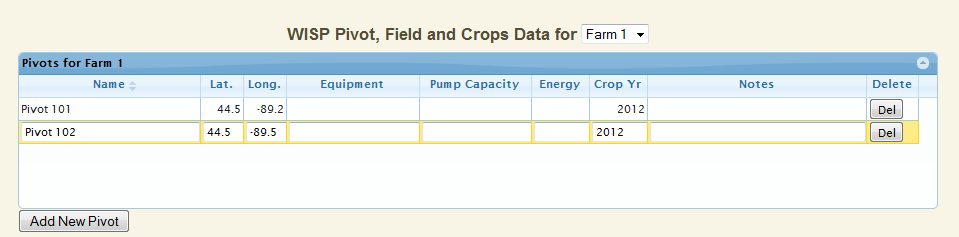 WISP Pivot, Field and Crops Data for Farm 1
Pivots for Farm 1
Name Lat. Long. Equipment Pump Capacity Energy Crop Yr Notes Delete
Pivot 101 44.5 -89.2 2012 Del
Pivot 102 44.5 -89.5 2012 Del
Add New Pivot